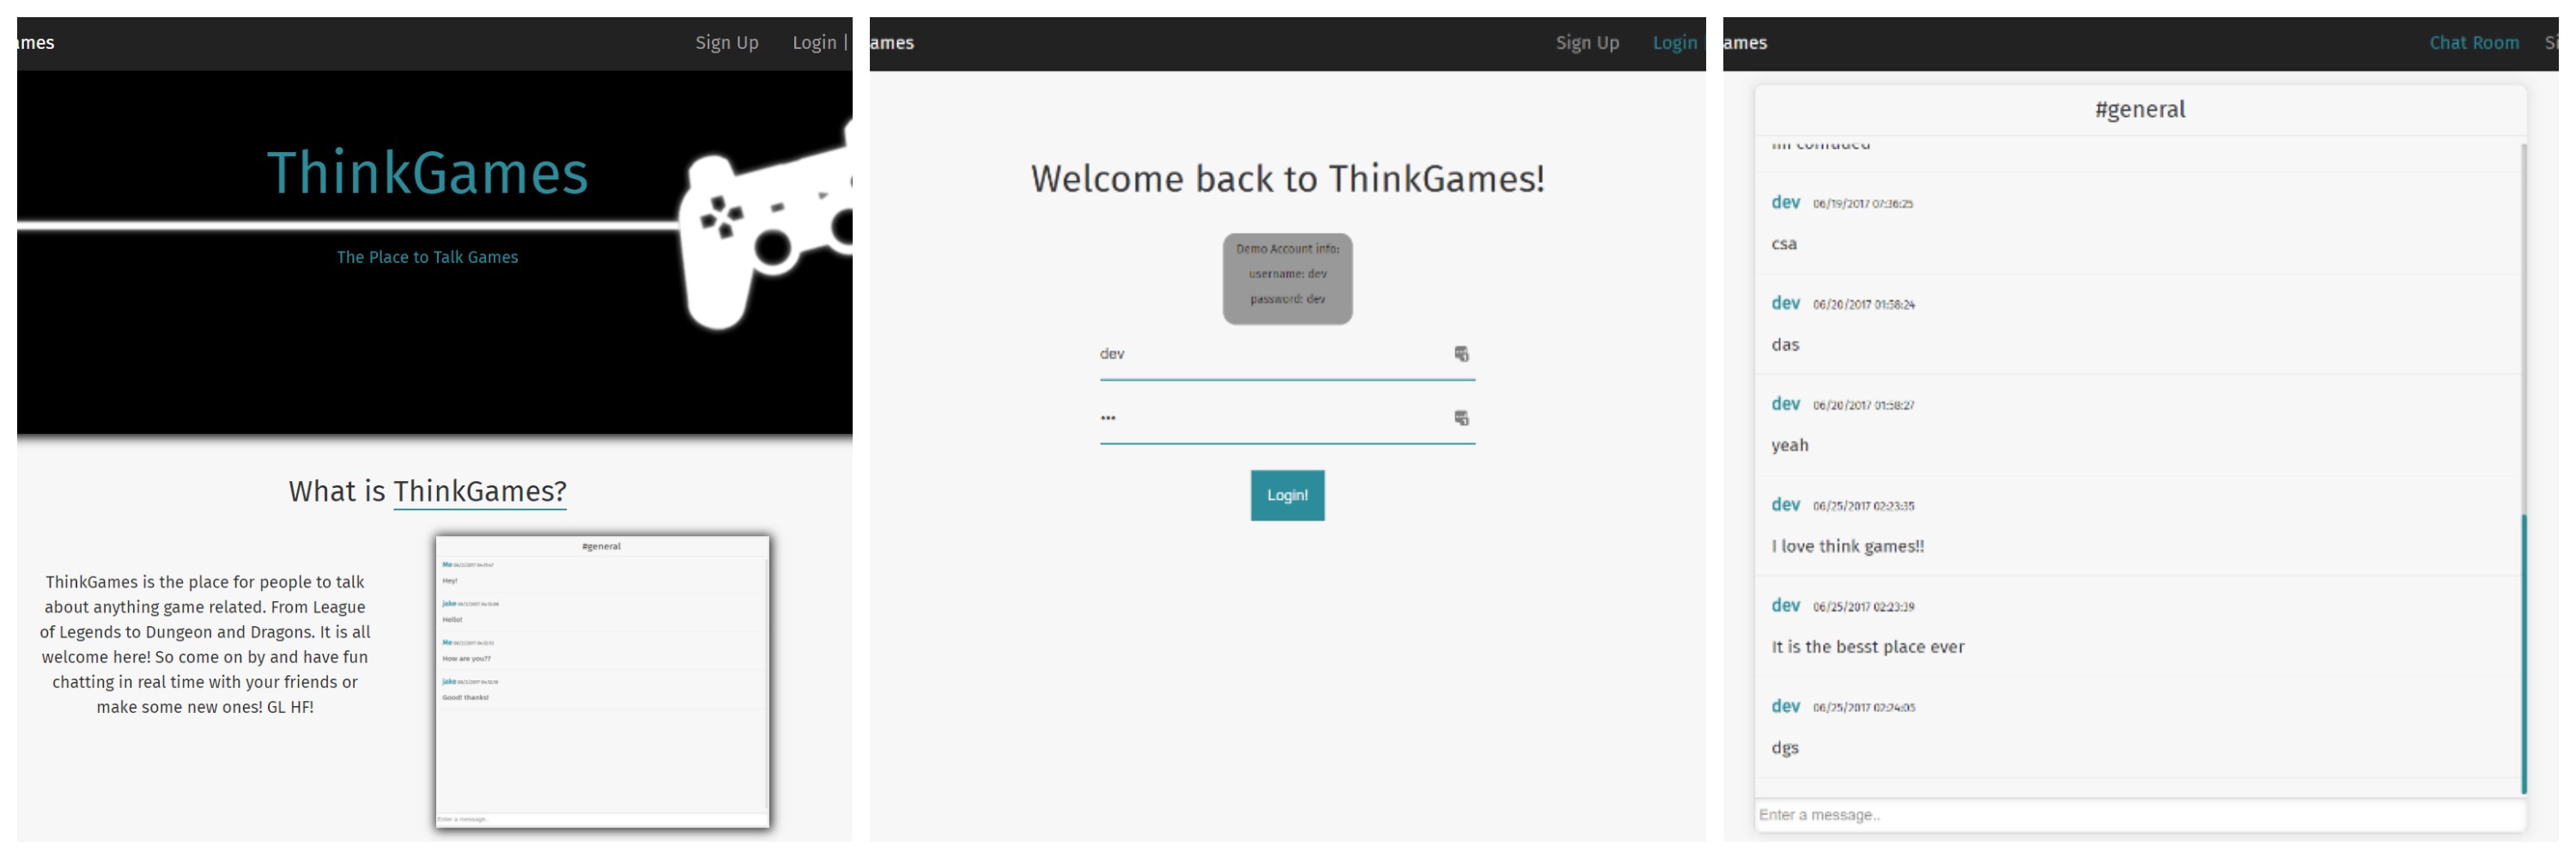 ames
Sign Up Login |
ThinkGames
The Place to Talk Games
What is ThinkGames?
ThinkGames is the place for people to talk
about anything game related. From League
of Legends to Dungeon and Dragons. It is all
welcome here! So come on by and have fun
chatting in real time with your friends or
make some new ones! GL HF!
#general
Me
Hey!
jake
Hello!
Me
How are you??
jake
Good! thanks!
Enter a message..
ames
Sign Up Login
Welcome back to ThinkGames!
Demo Account info:
username: dev
password: dev
dev
•••
Login!
ames
Chat Room Si
#general
dev 06/19/2017 07:36:25
csa
dev 06/20/2017 01:58:24
das
dev 06/20/2017 01:58:27
yeah
dev 06/25/2017 02:23:35
I love think games!!
dev 06/25/2017 02:23:39
It is the besst place ever
dev 06/25/2017 02:24:05
dgs
Enter a message..